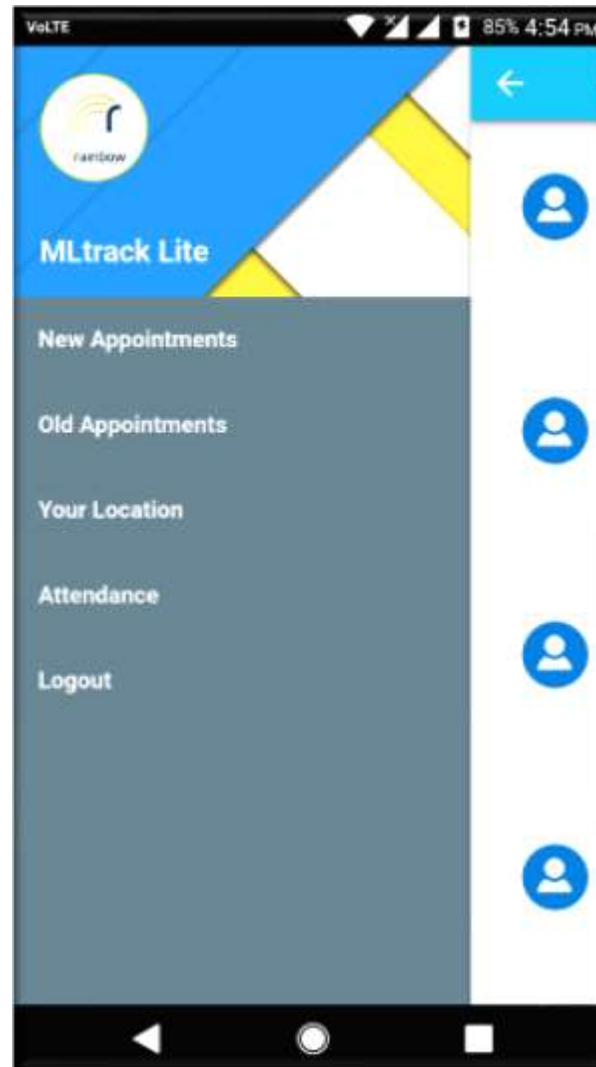 VoLTE 85% 4:54 PM
rainbow
MLtrack Lite
New Appointments
Old Appointments
Your Location
Attendance
Logout